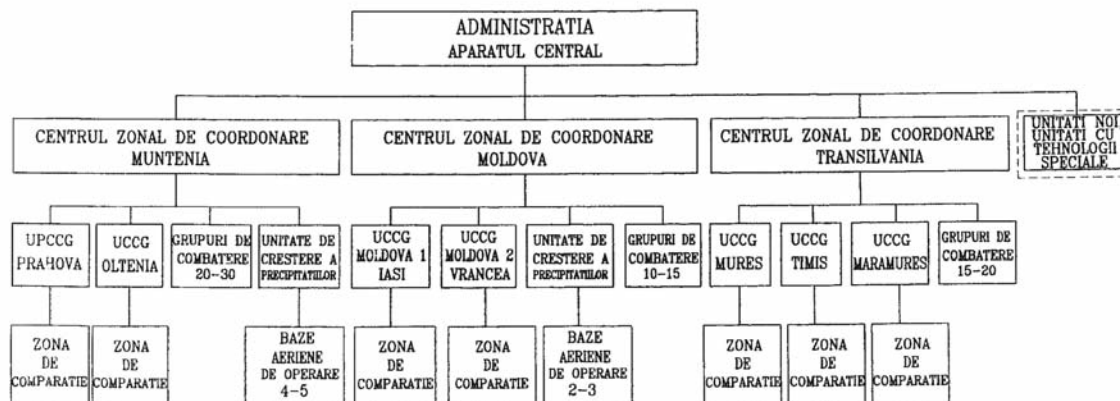 ADMINISTRATIA
APARATUL CENTRAL
CENTRUL ZONAL DE COORDONARE
MUNTENIA
CENTRUL ZONAL DE COORDONARE
MOLDOVA
CENTRUL ZONAL DE COORDONARE
TRANSILVANIA
UNITATI NOI
UNITATI CU
TEHNOLOGII
SPECIALE
UPCCG
PRAHOVA
UCCG
OLTENIA
GRUPURI DE
COMBATERE
20-30
UNITATE DE
CRESTERE A
PRECIPITATIILOR
UCCG
MOLDOVA 1
IASI
UCCG
MOLDOVA 2
VRANCEA
UNITATE DE
CRESTERE A
PRECIPITATIILOR
GRUPURI DE
COMBATERE
10-15
UCCG
MURES
UCCG
TIMIS
UCCG
MARAMURES
GRUPURI DE
COMBATERE
15-20
ZONA
DE
COMPARATIE
ZONA
DE
COMPARATIE
BAZE
AERIENE
DE OPERARE
4-5
ZONA
DE
COMPARATIE
ZONA
DE
COMPARATIE
BAZE
AERIENE
DE OPERARE
2-3
ZONA
DE
COMPARATIE
ZONA
DE
COMPARATIE
ZONA
DE
COMPARATIE